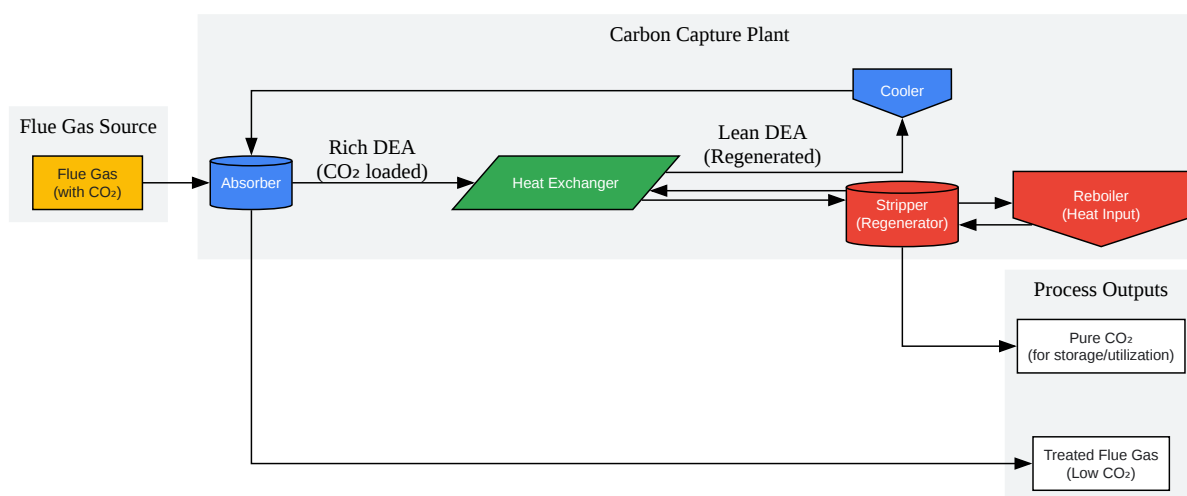 Carbon Capture Plant
Cooler
Flue Gas Source
Flue Gas
(with CO₂)
Absorber
Rich DEA
(CO₂ loaded)
Heat Exchanger
Lean DEA
(Regenerated)
Stripper
(Regenerator)
Reboiler
(Heat Input)
Process Outputs
Pure CO₂
(for storage/utilization)
Treated Flue Gas
(Low CO₂)